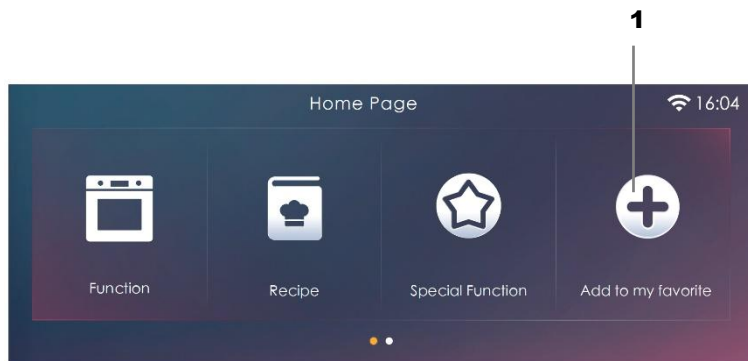 1
Home Page
16:04
Function
Recipe
Special Function
Add to my favorite